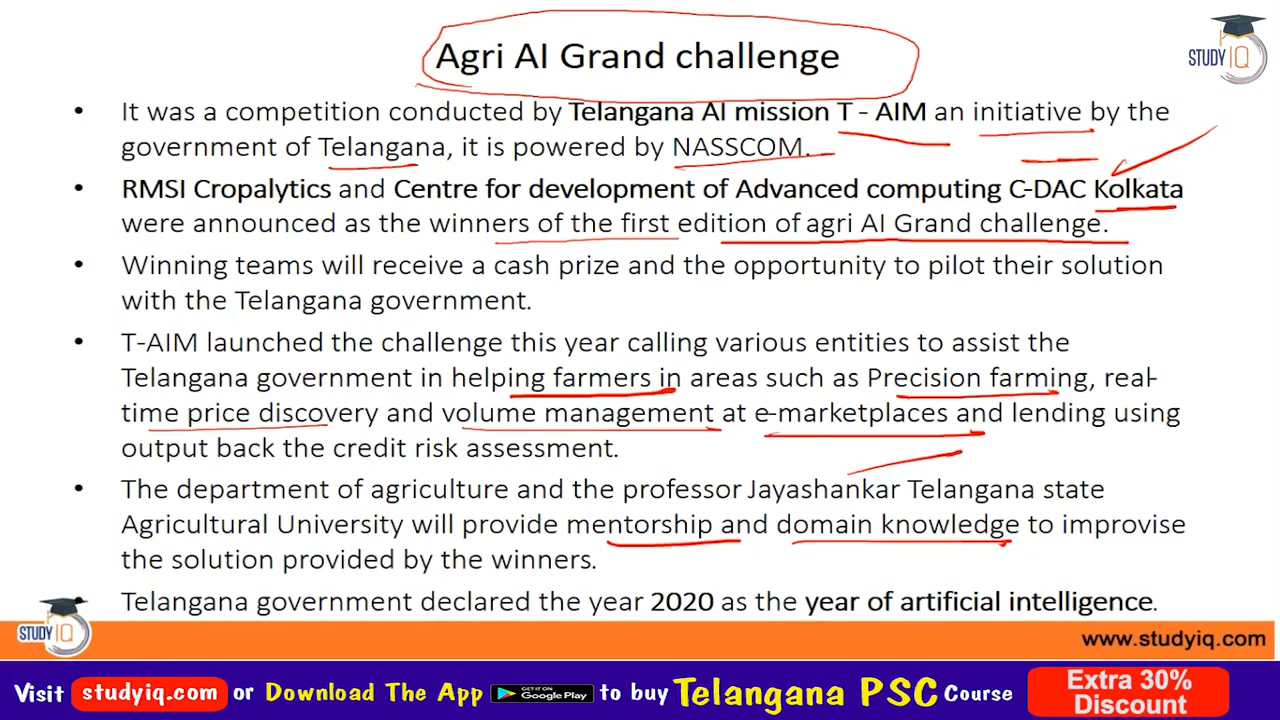 Agri AI Grand challenge
STUDY IQ
• It was a competition conducted by Telangana AI mission T - AIM an initiative by the
government of Telangana, it is powered by NASSCOM.
• RMSI Cropalytics and Centre for development of Advanced computing C-DAC Kolkata
were announced as the winners of the first edition of agri AI Grand challenge.
• Winning teams will receive a cash prize and the opportunity to pilot their solution
with the Telangana government.
• T-AIM launched the challenge this year calling various entities to assist the
Telangana government in helping farmers in areas such as Precision farming, real-
time price discovery and volume management at e-marketplaces and lending using
output back the credit risk assessment.
• The department of agriculture and the professor Jayashankar Telangana state
Agricultural University will provide mentorship and domain knowledge to improvise
the solution provided by the winners.
Telangana government declared the year 2020 as the year of artificial intelligence.
STUDY IQ
www.studyiq.com
Visit studyiq.com or Download The App GET IT ON Google Play to buy Telangana PSC Course
Extra 30%
Discount